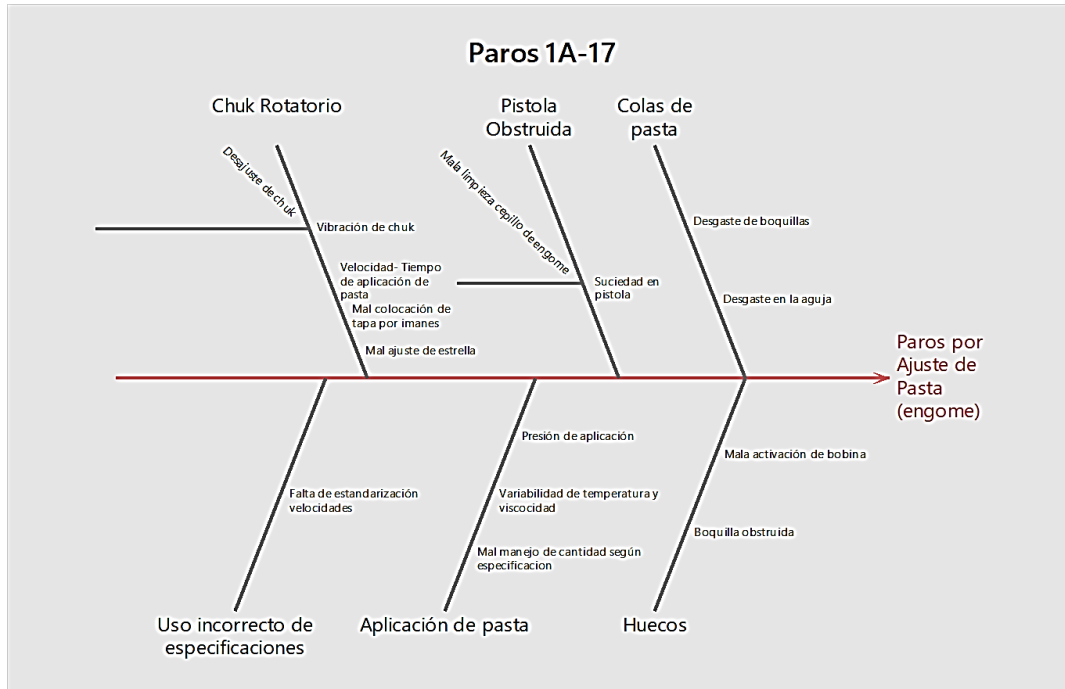 Paros 1A-17
Chuk Rotatorio
Pistola
Obstruida
Colas de
pasta
Desajuste de chuk
Vibración de chuk
Velocidad- Tiempo
de aplicación de
pasta
Mal colocación de
tapa por imanes
Mal ajuste de estrella
Mala limpieza cepillo de engome
Suciedad en
pistola
Desgaste de boquillas
Desgaste en la aguja
Paros por
Ajuste de
Pasta
(engome)
Falta de estandarización
velocidades
Presión de aplicación
Variabilidad de temperatura y
viscocidad
Mal manejo de cantidad según
especificacion
Mala activación de bobina
Boquilla obstruida
Uso incorrecto de
especificaciones
Aplicación de pasta
Huecos